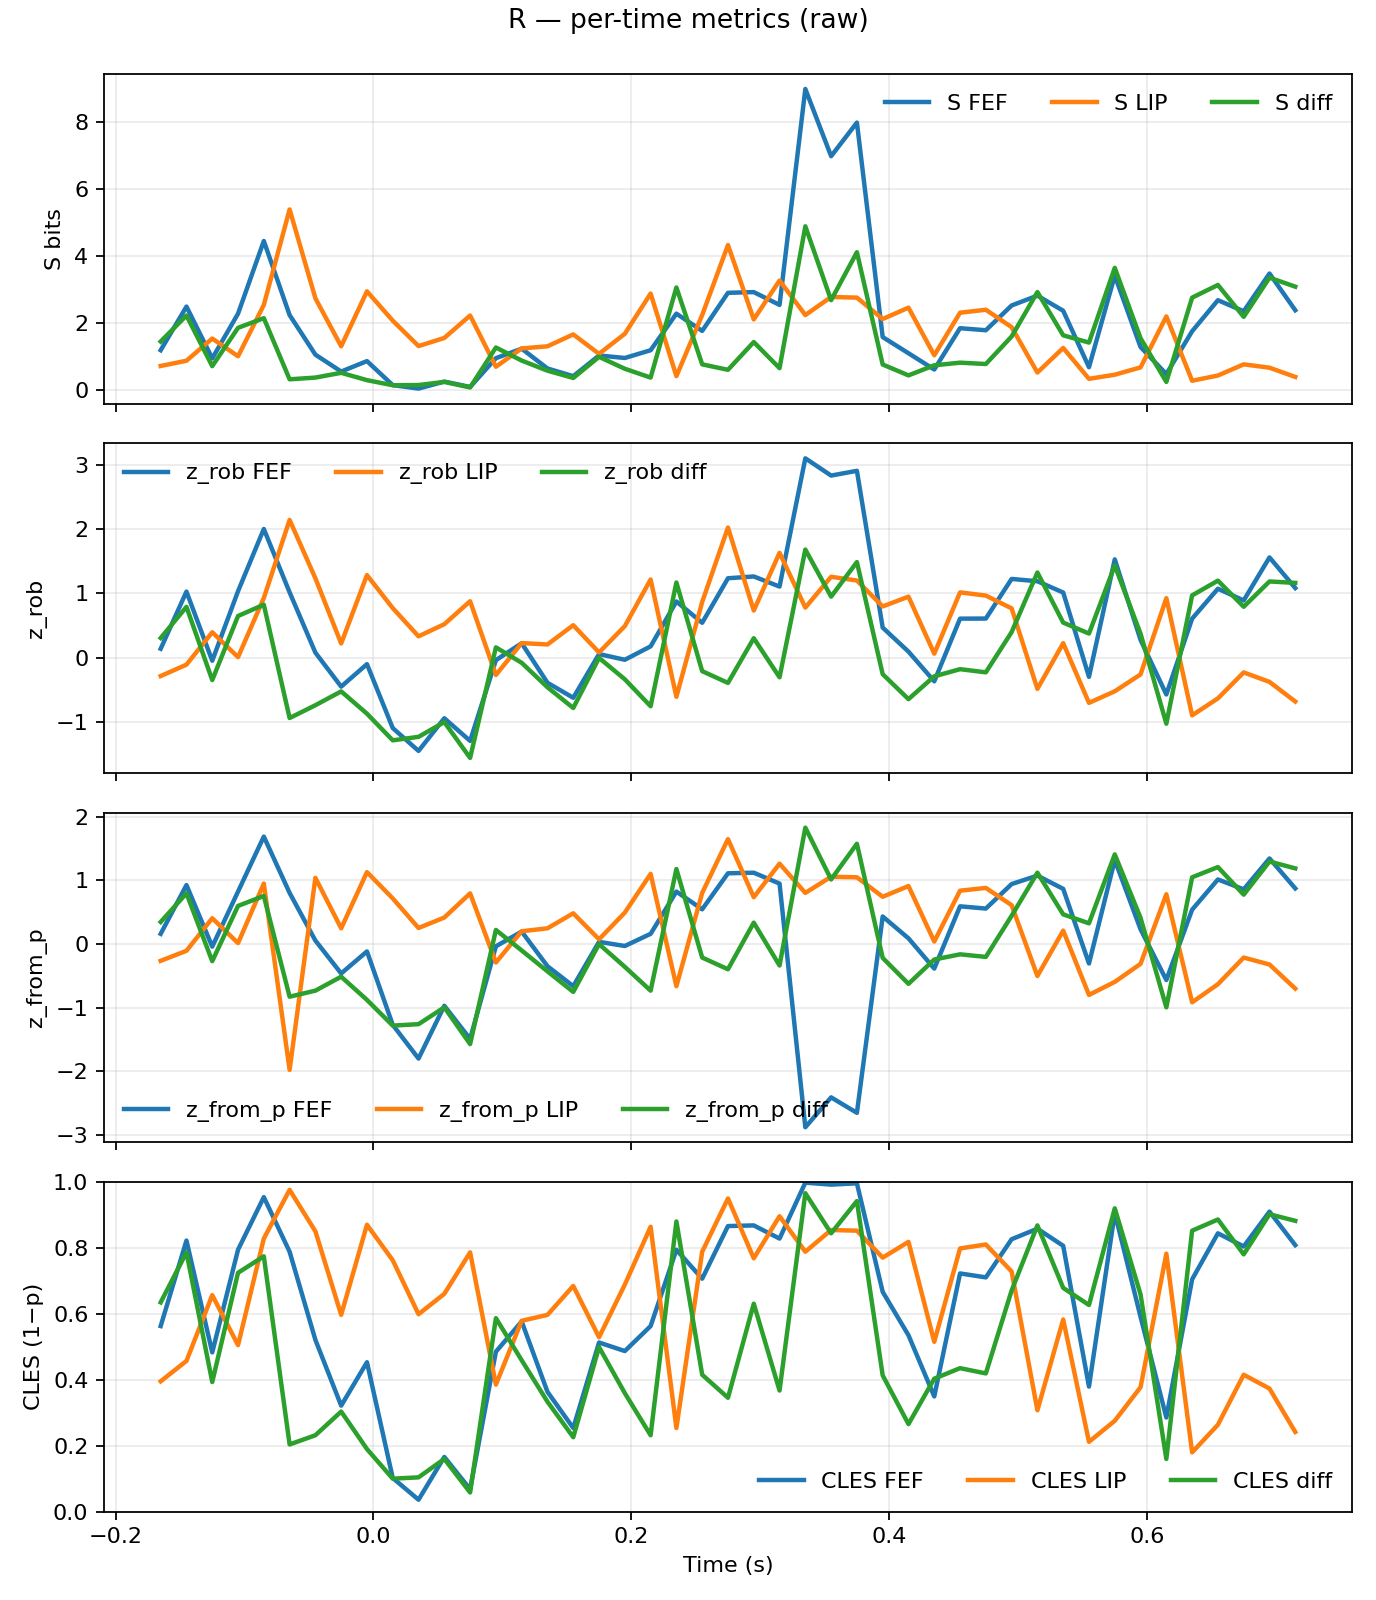 R — per-time metrics (raw)
S FEF S LIP S diff
8
6
4
2
0
S bits
z_rob FEF z_rob LIP z_rob diff
3
2
1
0
−1
z_rob
2
1
0
−1
−2
−3
z_from_p
z_from_p FEF z_from_p LIP z_from_p diff
1.0
0.8
0.6
0.4
0.2
0.0
CLES (1−p)
CLES FEF CLES LIP CLES diff
−0.2 0.0 0.2 0.4 0.6
Time (s)